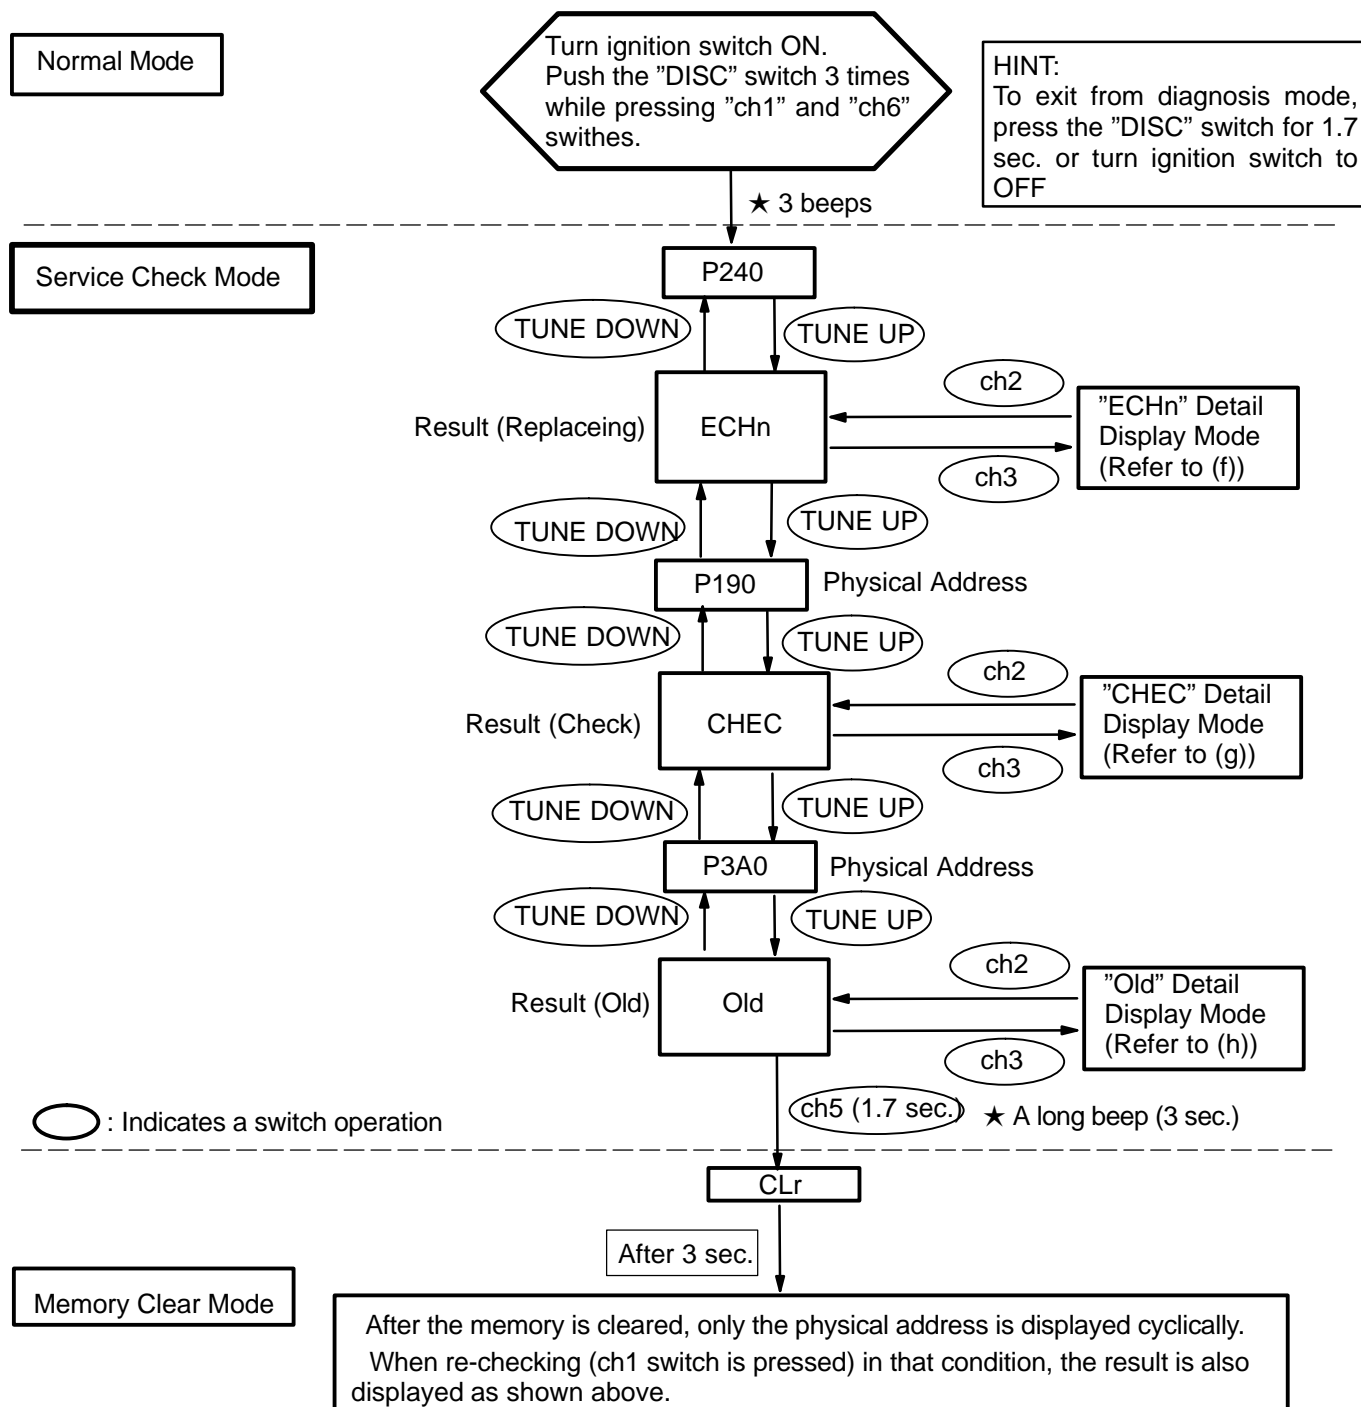 Normal Mode
Turn ignition switch ON.
Push the ”DISC” switch 3 times
while pressing ”ch1” and ”ch6”
swithes.
HINT:
To exit from diagnosis mode,
press the ”DISC” switch for 1.7
sec. or turn ignition switch to
OFF
★ 3 beeps
Service Check Mode
P240
TUNE DOWN
TUNE UP
Result (Replaceing)
ECHn
ch2
ch3
”ECHn” Detail
Display Mode
(Refer to (f))
TUNE DOWN
TUNE UP
P190
Physical Address
TUNE DOWN
TUNE UP
Result (Check)
CHEC
ch2
ch3
”CHEC” Detail
Display Mode
(Refer to (g))
TUNE DOWN
TUNE UP
P3A0
Physical Address
TUNE DOWN
TUNE UP
Result (Old)
Old
ch2
ch3
”Old” Detail
Display Mode
(Refer to (h))
: Indicates a switch operation
ch5 (1.7 sec.)
★ A long beep (3 sec.)
CLr
After 3 sec.
Memory Clear Mode
After the memory is cleared, only the physical address is displayed cyclically.
When re-checking (ch1 switch is pressed) in that condition, the result is also
displayed as shown above.